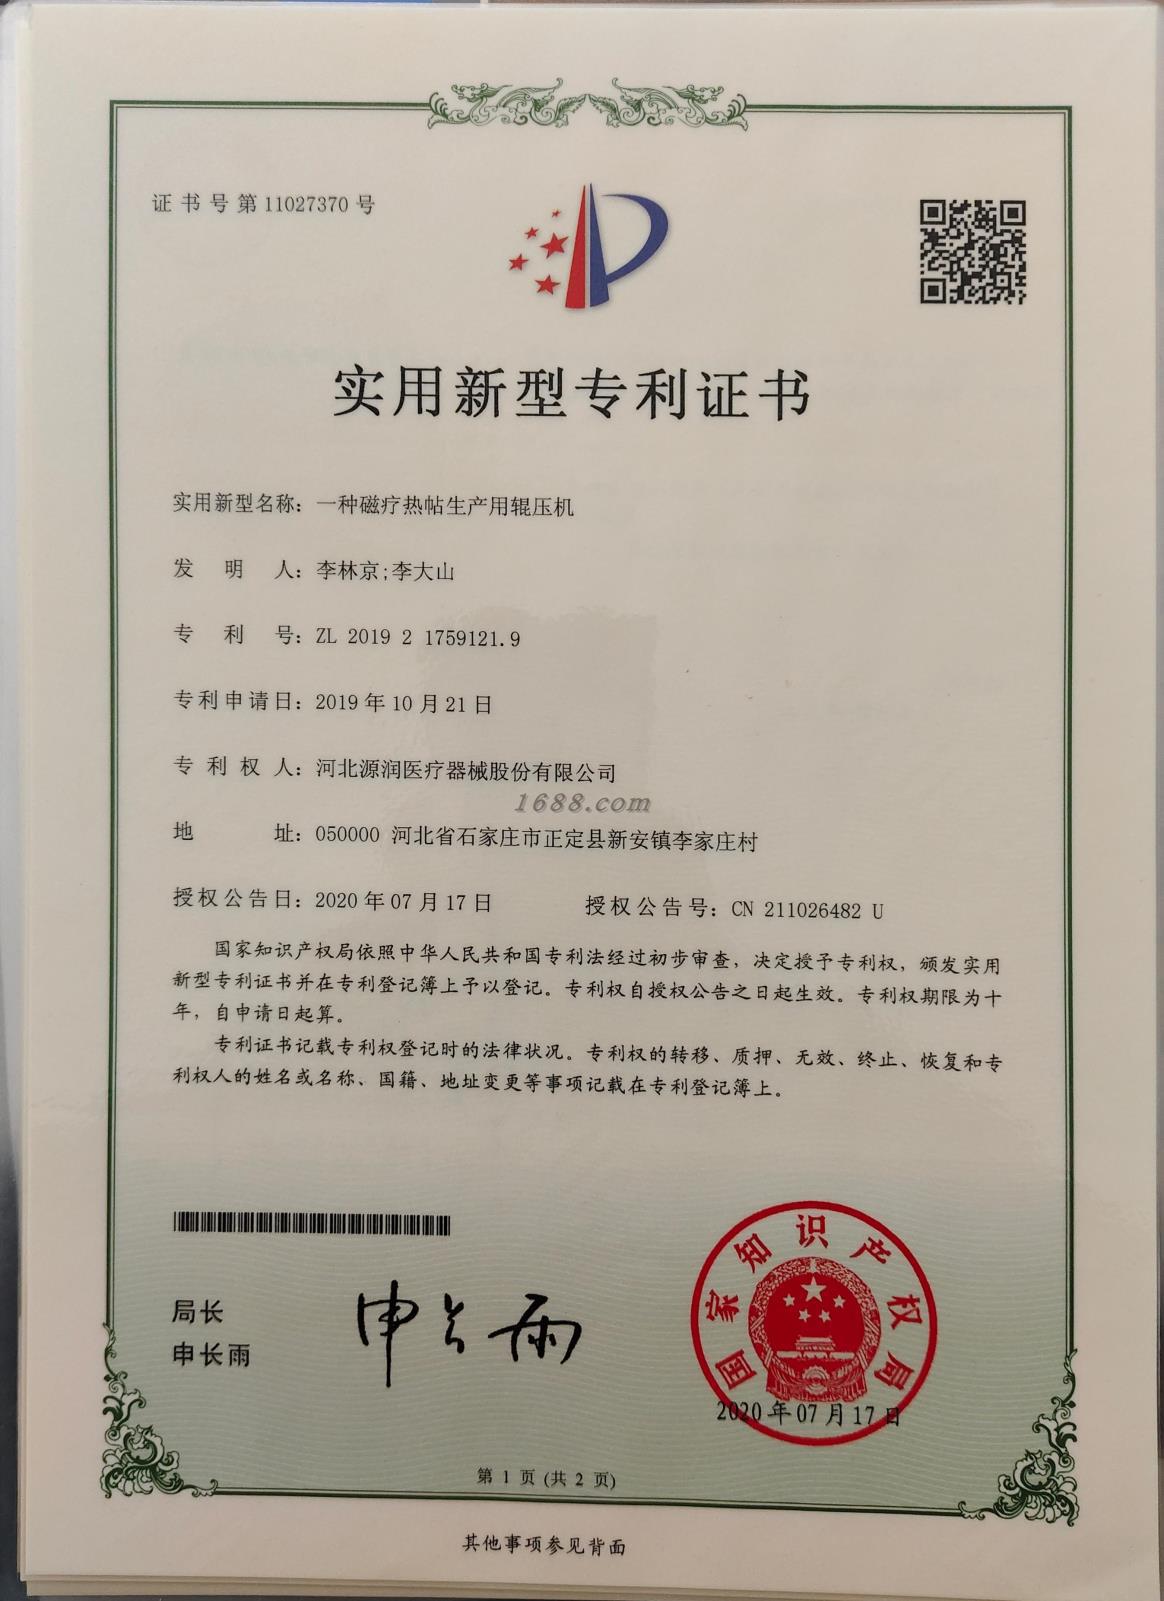 证书号第11027370号
实用新型专利证书
实用新型名称：一种磁疗热帖生产用辊压机
发明人：李林京;李大山
专利号：ZL 2019 2 1759121.9
专利申请日：2019年10月21日
专利权人：河北源润医疗器械股份有限公司
1688.com
地址：050000 河北省石家庄市正定县新安镇李家庄村
授权公告日：2020年07月17日 授权公告号：CN 211026482 U
国家知识产权局依照中华人民共和国专利法经过初步审查，决定授予专利权，颁发实用
新型专利证书并在专利登记簿上予以登记。专利权自授权公告之日起生效。专利权期限为十
年，自申请日起算。
专利证书记载专利权登记时的法律状况。专利权的转移、质押、无效、终止、恢复和专
利权人的姓名或名称、国籍、地址变更等事项记载在专利登记簿上。
局长
申长雨
申长雨
国家知识产权局
2020年07月17日
第 1 页 (共 2 页)
其他事项参见背面